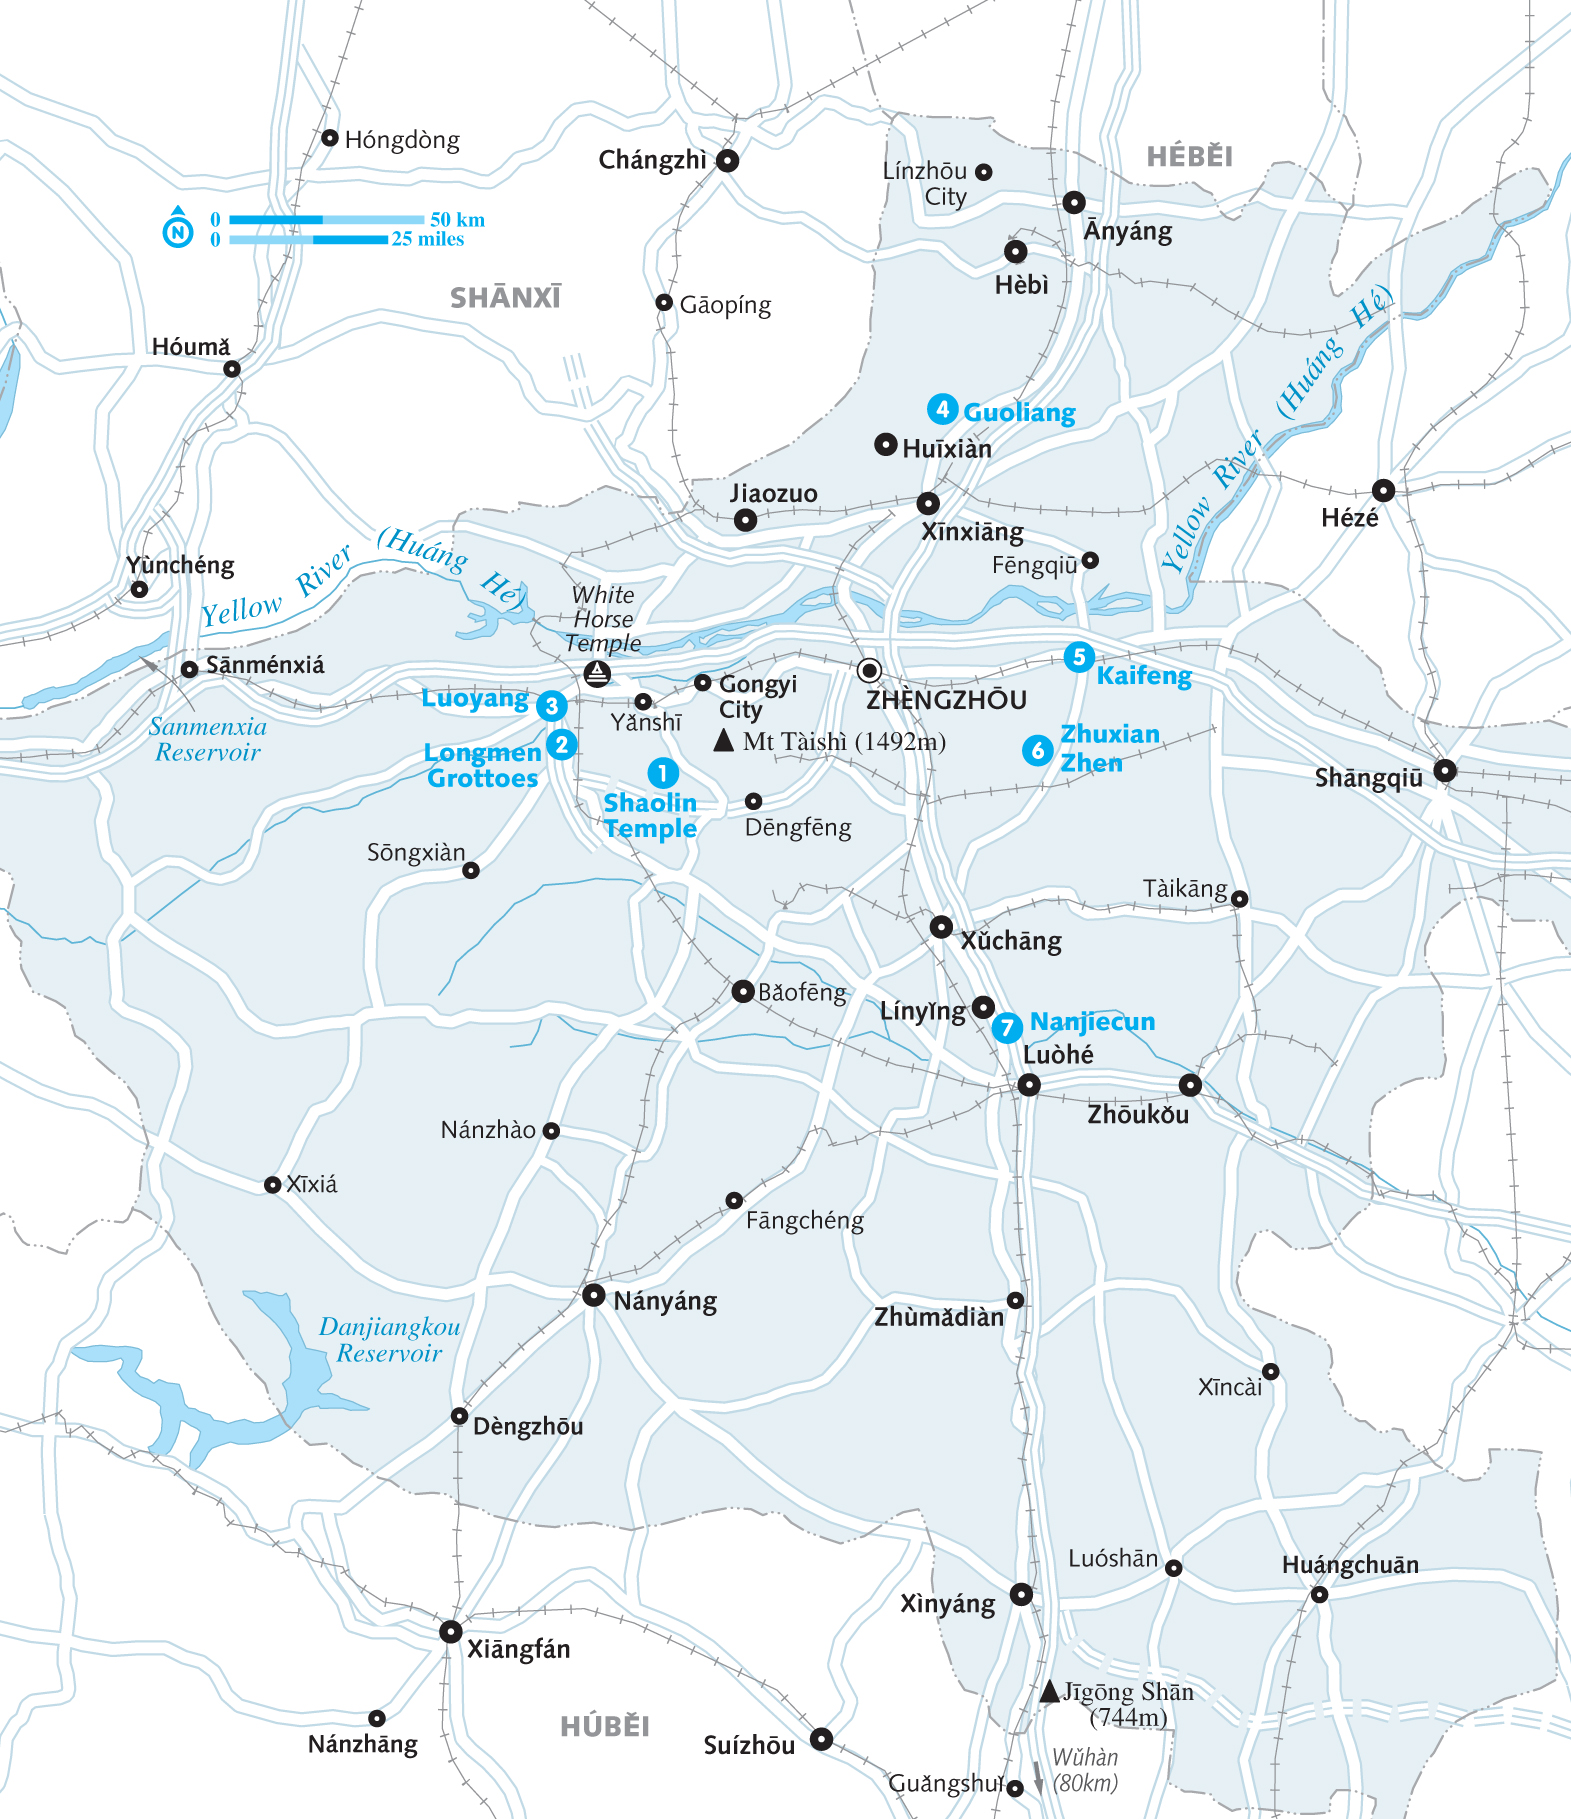 HÉBĚI
Hóngdòng
Chángzhì
Línzhōu
City
Ānyáng
0
50 km
0
25 miles
N
Hèbì
SHĀNXĪ
Gāopíng
Yellow River (Huáng Hé)
Hóumǎ
4 Guoliang
Huīxiàn
Jiaozuo
Hézé
Xīnxiāng
Fēngqiū
Yùnchéng
Yellow River (Huáng Hé)
White
Horse
Temple
Sānménxiá
5
Kaifeng
Luoyang 3
Gongyi
City
ZHÈNGZHŌU
Yǎnshī
Sanmenxia
Reservoir
Longmen
Grottoes
2
Mt Tàishì (1492m)
6
Zhuxian
Zhen
Shāngqiū
1
Shaolin
Temple
Dēngfēng
Sōngxiàn
Tàikāng
Xǔchāng
Bǎofēng
Línyǐng
7 Nanjiecun
Luòhé
Zhōukǒu
Nánzhào
Xīxiá
Fāngchéng
Nányáng
Zhùmǎdiàn
Danjiangkou
Reservoir
Xīncài
Dèngzhōu
Luóshān
Huángchuān
Xìnyáng
Xiāngfán
Jīgōng Shān
(744m)
HÚBĚI
Nánzhāng
Suízhōu
Wǔhàn
(80km)
Guǎngshuǐ